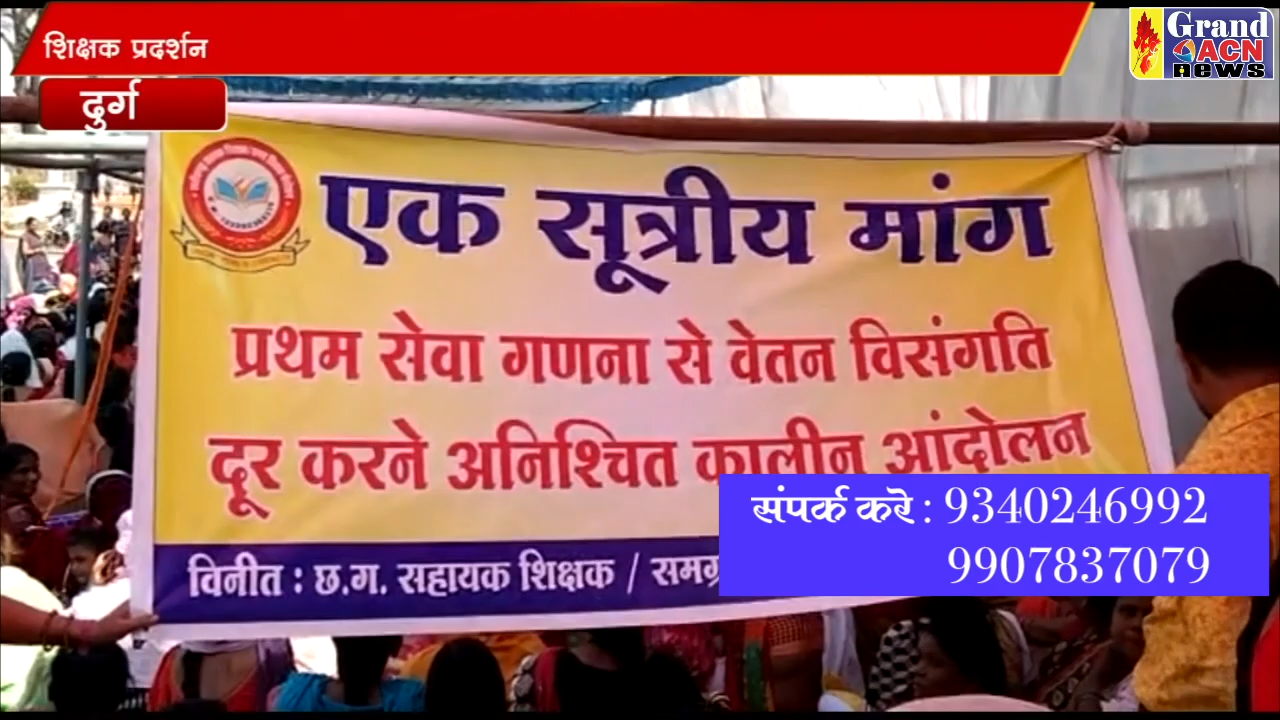 शिक्षक प्रदर्शन
Grand
ACN
news
दुर्ग
एक सूत्रीय मांग
प्रथम सेवा गणना से वेतन विसंगति
दूर करने अनिश्चित कालीन आंदोलन
विनीत : छ.ग. सहायक शिक्षक / समग्र
संपर्क करे : 9340246992
9907837079